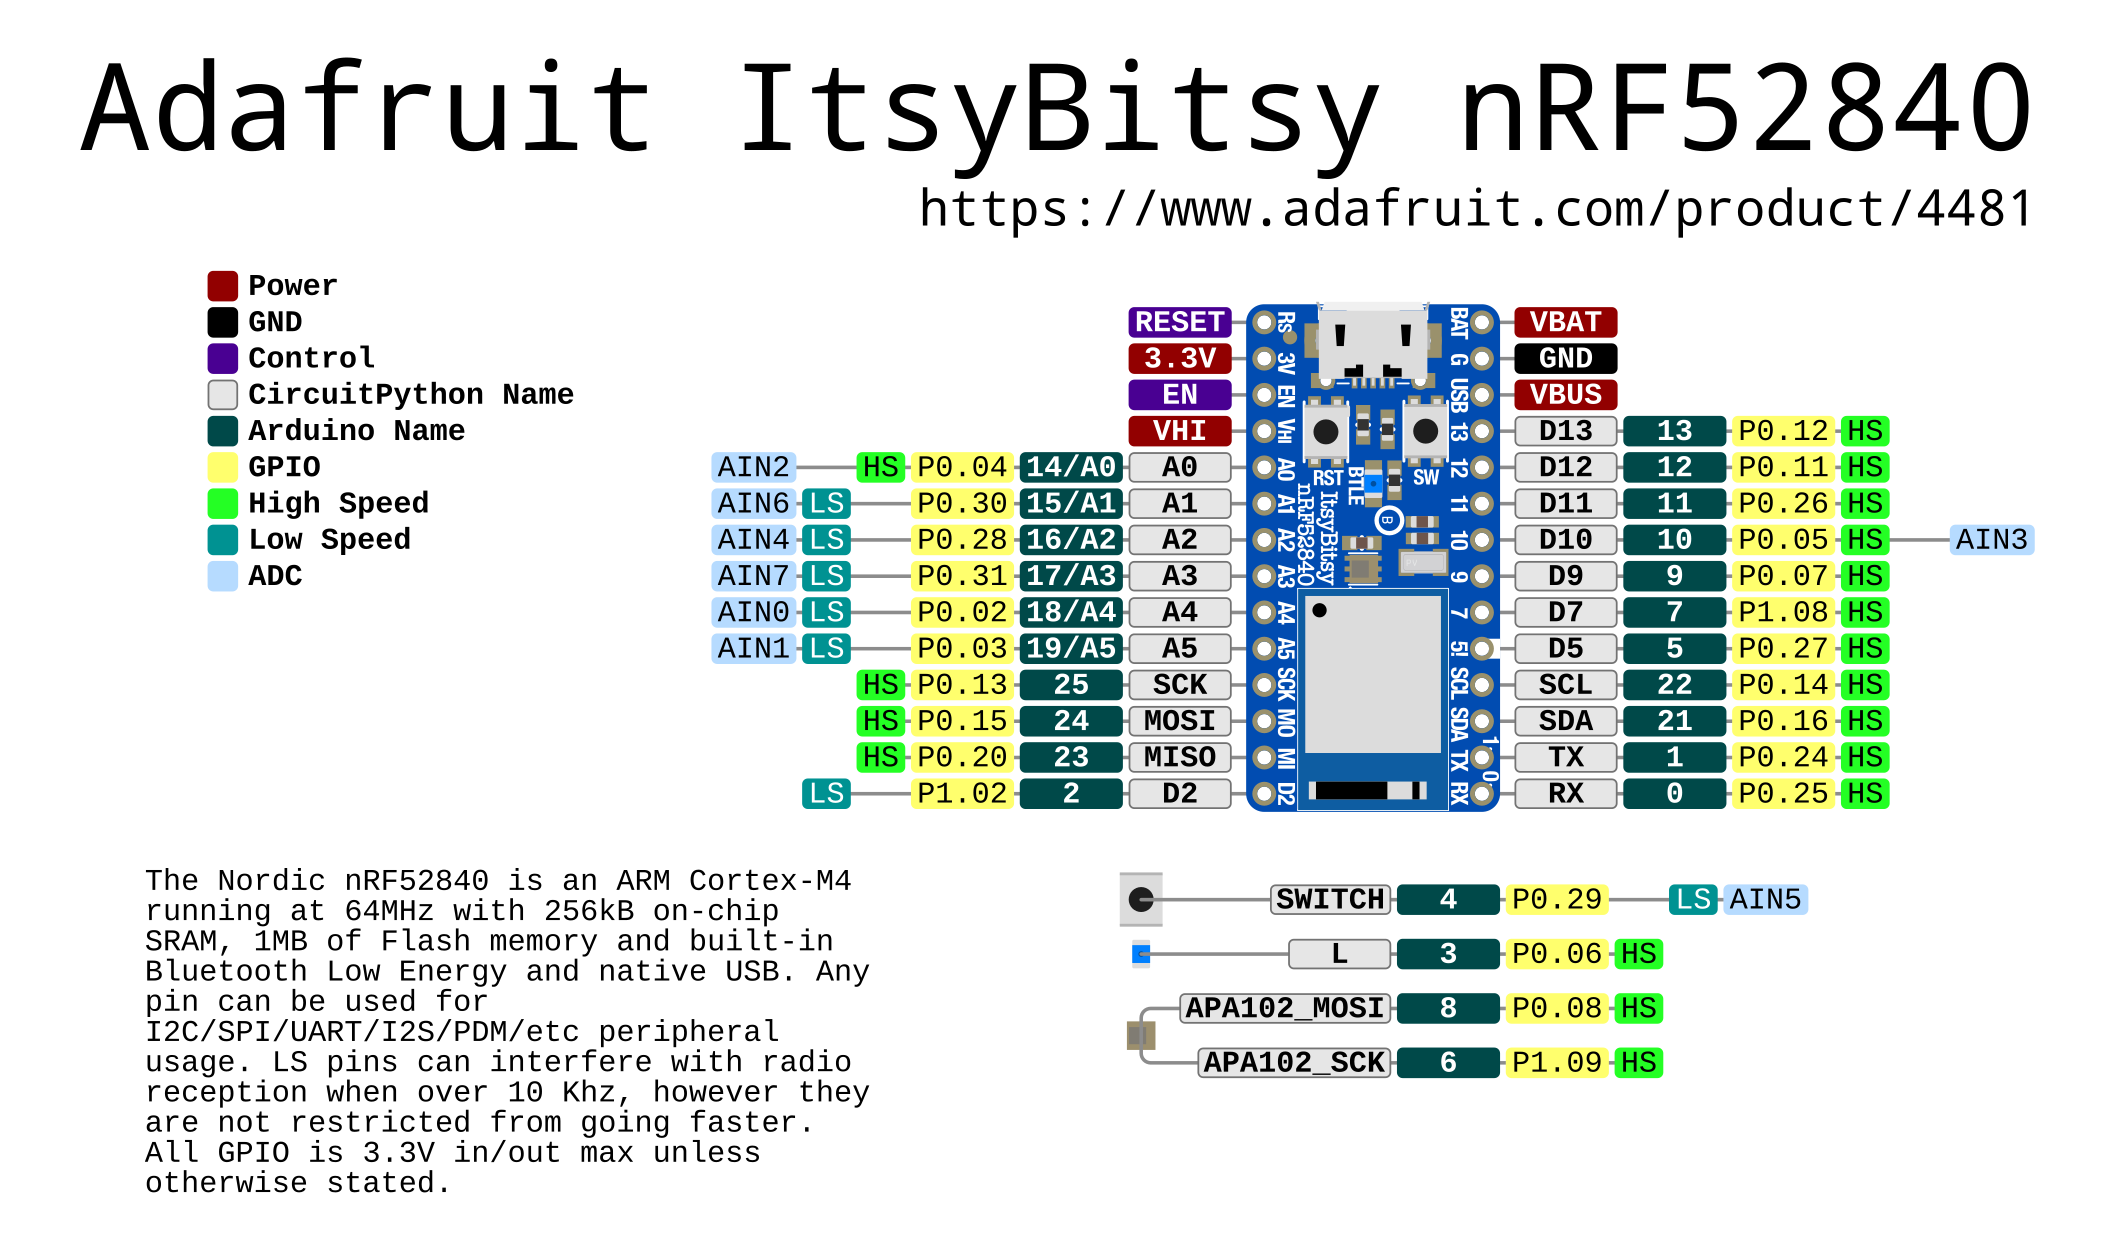 Adafruit ItsyBitsy nRF52840
https://www.adafruit.com/product/4481
Power
GND
Control
CircuitPython Name
Arduino Name
GPIO
High Speed
Low Speed
ADC
RESET
3.3V
EN
VHI
AIN2 HS P0.04 14/A0 A0
AIN6 LS P0.30 15/A1 A1
AIN4 LS P0.28 16/A2 A2
AIN7 LS P0.31 17/A3 A3
AIN0 LS P0.02 18/A4 A4
AIN1 LS P0.03 19/A5 A5
HS P0.13 25 SCK
HS P0.15 24 MOSI
HS P0.20 23 MISO
LS P1.02 2 D2
Rs
3V
EN
VHI
A0
A1
A2
A3
A4
A5
SCK
MO
MI
D2
RST
BTLE
SW
ItsyBitsy
nRF52840
B
BAT
G
USB
13
12
11
10
9
7
5!
SCL
SDA
TX
RX
1
0
VBAT
GND
VBUS
D13 13 P0.12 HS
D12 12 P0.11 HS
D11 11 P0.26 HS
D10 10 P0.05 HS AIN3
D9 9 P0.07 HS
D7 7 P1.08 HS
D5 5 P0.27 HS
SCL 22 P0.14 HS
SDA 21 P0.16 HS
TX 1 P0.24 HS
RX 0 P0.25 HS
The Nordic nRF52840 is an ARM Cortex-M4
running at 64MHz with 256kB on-chip
SRAM, 1MB of Flash memory and built-in
Bluetooth Low Energy and native USB. Any
pin can be used for
I2C/SPI/UART/I2S/PDM/etc peripheral
usage. LS pins can interfere with radio
reception when over 10 Khz, however they
are not restricted from going faster.
All GPIO is 3.3V in/out max unless
otherwise stated.
SWITCH 4 P0.29 LS AIN5
L 3 P0.06 HS
APA102_MOSI 8 P0.08 HS
APA102_SCK 6 P1.09 HS